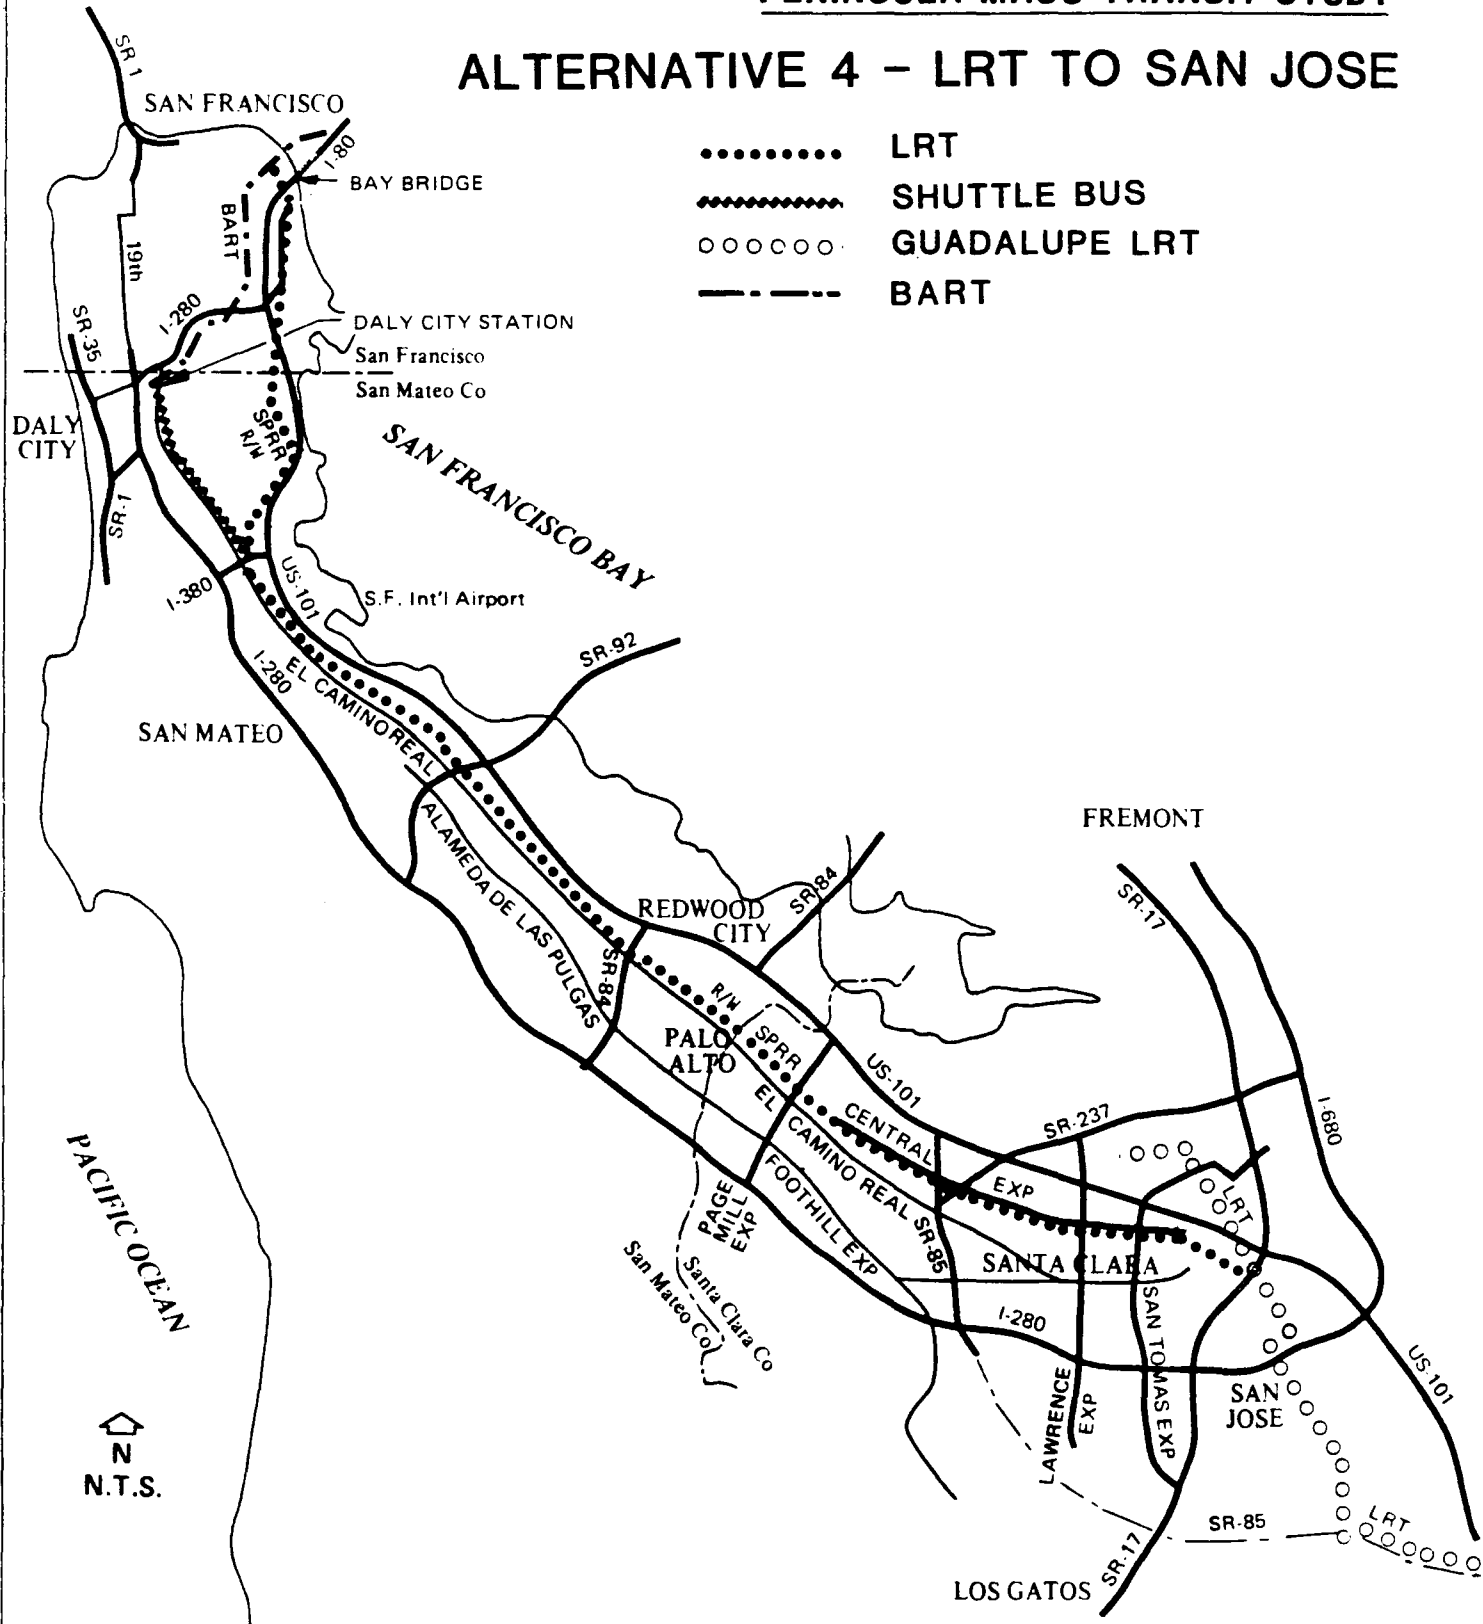 PENINSULA MASS TRANSIT STUDY
ALTERNATIVE 4 - LRT TO SAN JOSE
LRT
SHUTTLE BUS
GUADALUPE LRT
BART
SR 1
SAN FRANCISCO
I-80
BAY BRIDGE
BART
19th
I-280
SR-35
DALY CITY STATION
San Francisco
San Mateo Co
DALY
CITY
SPRR
R/W
SAN FRANCISCO BAY
SR-1
I-380
US-101
S.F. Int'l Airport
SR-92
I-280
EL CAMINO REAL
SAN MATEO
ALAMEDA DE LAS PULGAS
FREMONT
SR-84
REDWOOD
CITY
SR-17
SR-84
R/W
SPRR
PALO
ALTO
US-101
EL CAMINO REAL
CENTRAL
EXP
SR-237
I-680
LRT
PACIFIC OCEAN
FOOTHILL EXP
PAGE
MILL
EXP
SR-85
SANTA CLARA
San Mateo Co
Santa Clara Co
I-280
SAN TOMAS EXP
LAWRENCE
EXP
SAN
JOSE
US-101
N
N.T.S.
SR-85
LRT
SR-17
LOS GATOS